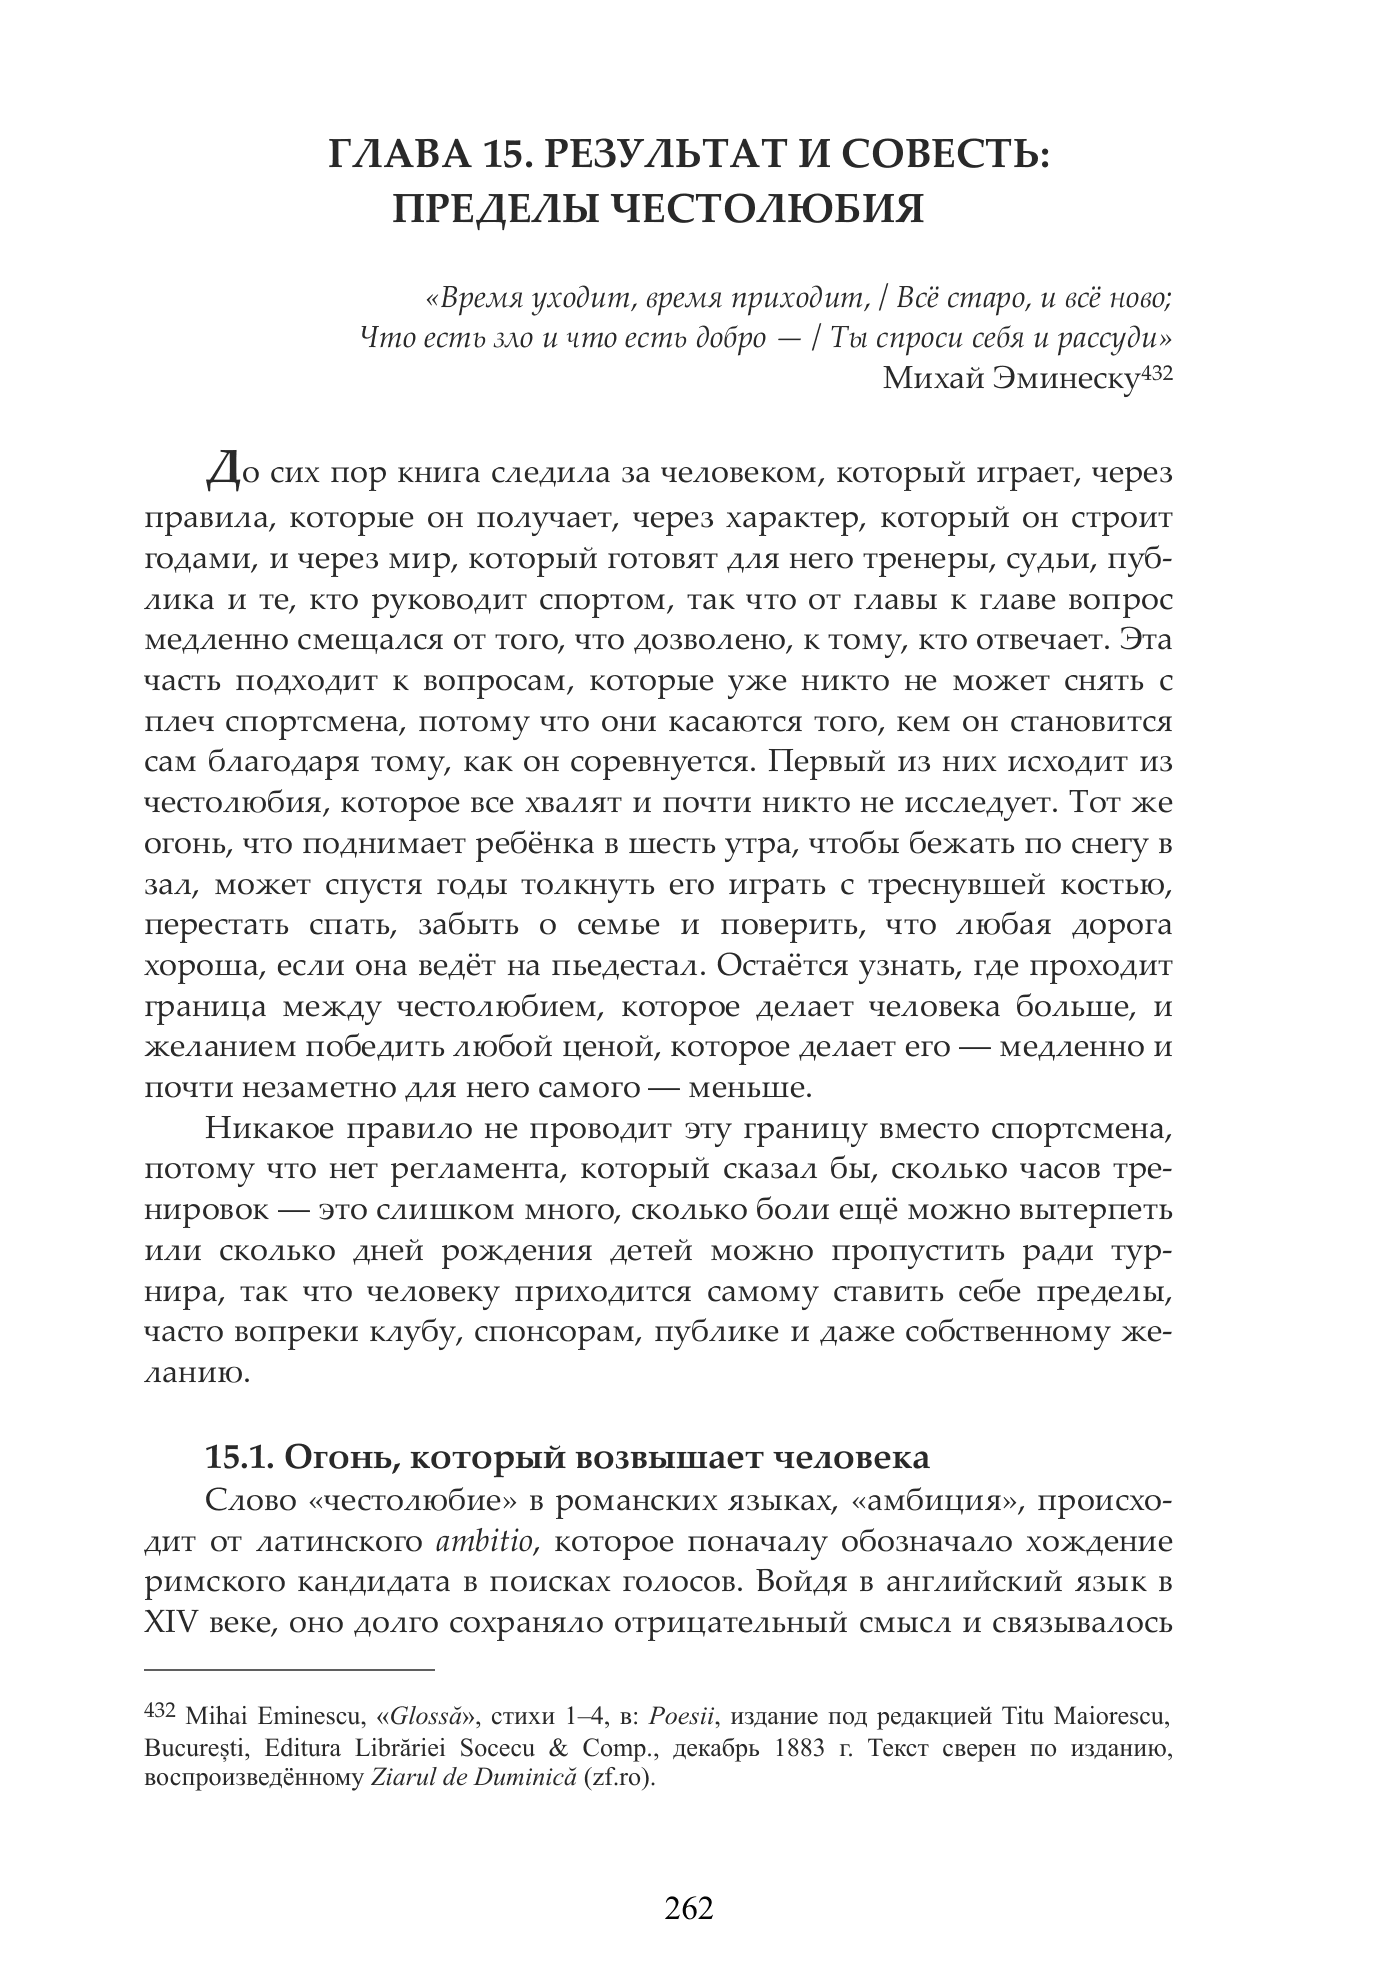 ГЛАВА 15. РЕЗУЛЬТАТ И СОВЕСТЬ:
ПРЕДЕЛЫ ЧЕСТОЛЮБИЯ
«Время уходит, время приходит, | Всё старо, и всё ново;
Что есть зло и что есть добро — | Ты спроси себя и рассуди»
Михай Эминеску432
До сих пор книга следила за человеком, который играет, через
правила, которые он получает, через характер, который он строит
годами, и через мир, который готовят для него тренеры, судьи, пуб-
лика и те, кто руководит спортом, так что от главы к главе вопрос
медленно смещался от того, что дозволено, к тому, кто отвечает. Эта
часть подходит к вопросам, которые уже никто не может снять с
плеч спортсмена, потому что они касаются того, кем он становится
сам благодаря тому, как он соревнуется. Первый из них исходит из
честолюбия, которое все хвалят и почти никто не исследует. Тот же
огонь, что поднимает ребёнка в шесть утра, чтобы бежать по снегу в
зал, может спустя годы толкнуть его играть с треснувшей костью,
перестать спать, забыть о семье и поверить, что любая дорога
хороша, если она ведёт на пьедестал. Остаётся узнать, где проходит
граница между честолюбием, которое делает человека больше, и
желанием победить любой ценой, которое делает его — медленно и
почти незаметно для него самого — меньше.
Никакое правило не проводит эту границу вместо спортсмена,
потому что нет регламента, который сказал бы, сколько часов тре-
нировок — это слишком много, сколько боли ещё можно вытерпеть
или сколько дней рождения детей можно пропустить ради тур-
нира, так что человеку приходится самому ставить себе пределы,
часто вопреки клубу, спонсорам, публике и даже собственному же-
ланию.
15.1. Огонь, который возвышает человека
Слово «честолюбие» в романских языках, «амбиция», происхо-
дит от латинского ambitio, которое поначалу обозначало хождение
римского кандидата в поисках голосов. Войдя в английский язык в
XIV веке, оно долго сохраняло отрицательный смысл и связывалось
432 Mihai Eminescu, «Glossă», стихи 1–4, в: Poesii, издание под редакцией Titu Maiorescu,
București, Editura Librăriei Socecu & Comp., декабрь 1883 г. Текст сверен по изданию,
воспроизведённому Ziarul de Duminică (zf.ro).
262